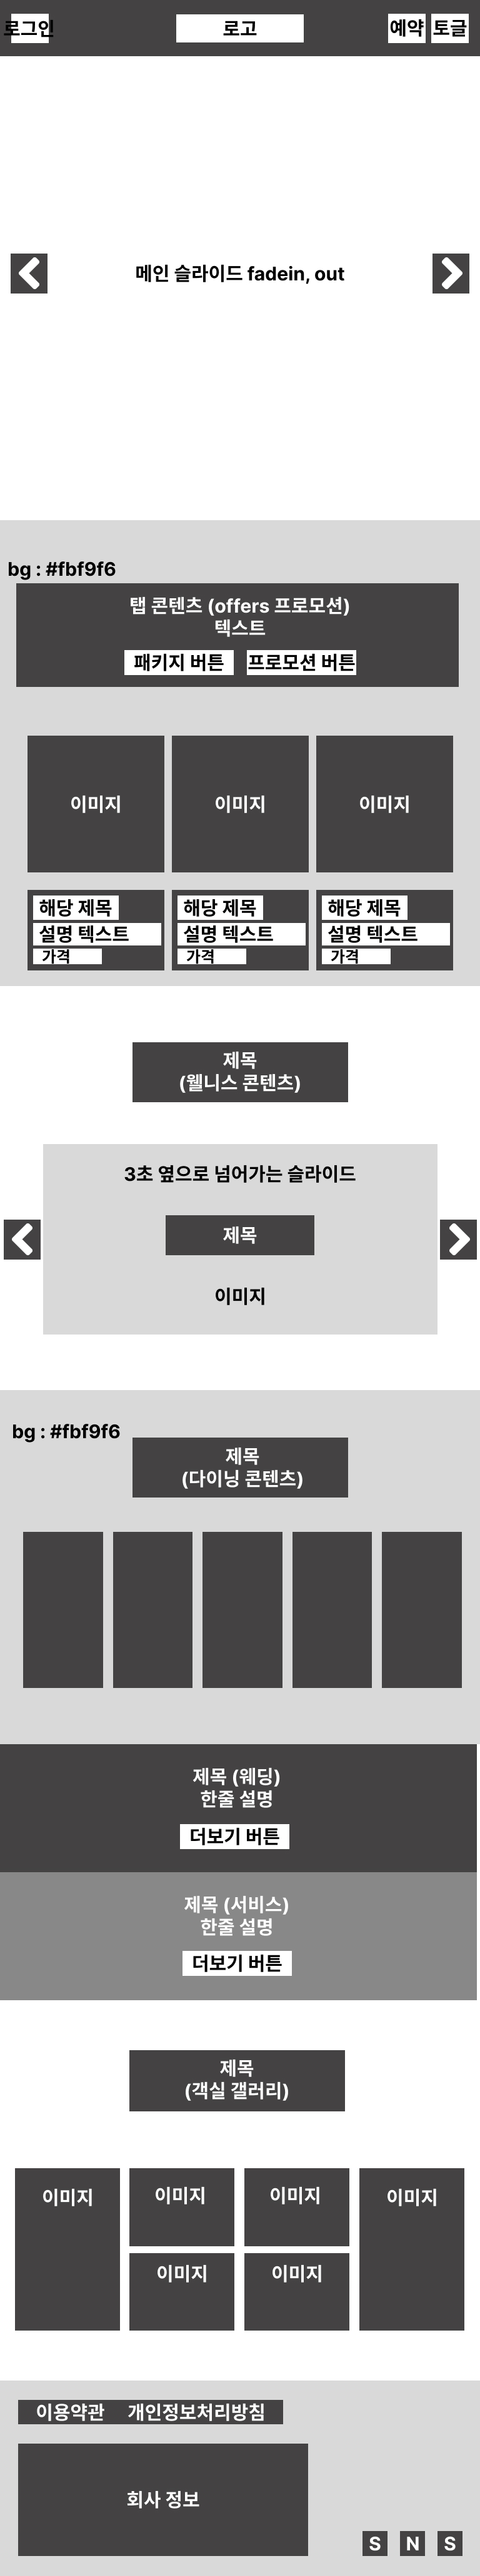 로그인 로고 예약 토글
메인 슬라이드 fadein, out
bg : #fbf9f6
탭 콘텐츠 (offers 프로모션)
텍스트
패키지 버튼 프로모션 버튼
이미지 이미지 이미지
해당 제목 해당 제목 해당 제목
설명 텍스트 설명 텍스트 설명 텍스트
가격 가격 가격
제목
(웰니스 콘텐츠)
3초 옆으로 넘어가는 슬라이드
제목
이미지
bg : #fbf9f6
제목
(다이닝 콘텐츠)
제목 (웨딩)
한줄 설명
더보기 버튼
제목 (서비스)
한줄 설명
더보기 버튼
제목
(객실 갤러리)
이미지 이미지 이미지 이미지
이미지 이미지
이용약관 개인정보처리방침
회사 정보
S N S